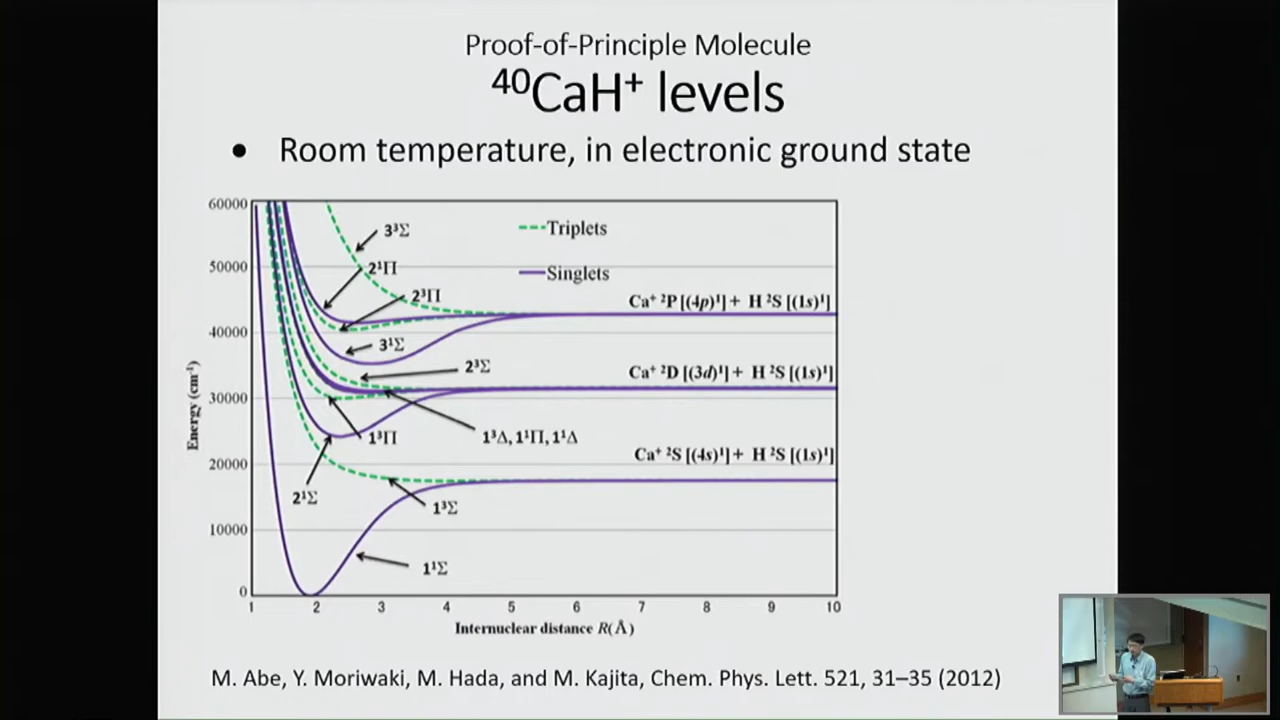 Proof-of-Principle Molecule
⁴⁰CaH⁺ levels
• Room temperature, in electronic ground state
60000
50000
40000
30000
20000
10000
0
Energy (cm⁻¹)
3³Σ
2¹Π
2³Π
3¹Σ
2³Σ
1³Π
1³Δ, 1¹Π, 1¹Δ
2¹Σ
1³Σ
1¹Σ
Triplets
Singlets
Ca⁺ ²P [(4p)¹] + H ²S [(1s)¹]
Ca⁺ ²D [(3d)¹] + H ²S [(1s)¹]
Ca⁺ ²S [(4s)¹] + H ²S [(1s)¹]
1 2 3 4 5 6 7 8 9 10
Internuclear distance R(Å)
M. Abe, Y. Moriwaki, M. Hada, and M. Kajita, Chem. Phys. Lett. 521, 31–35 (2012)